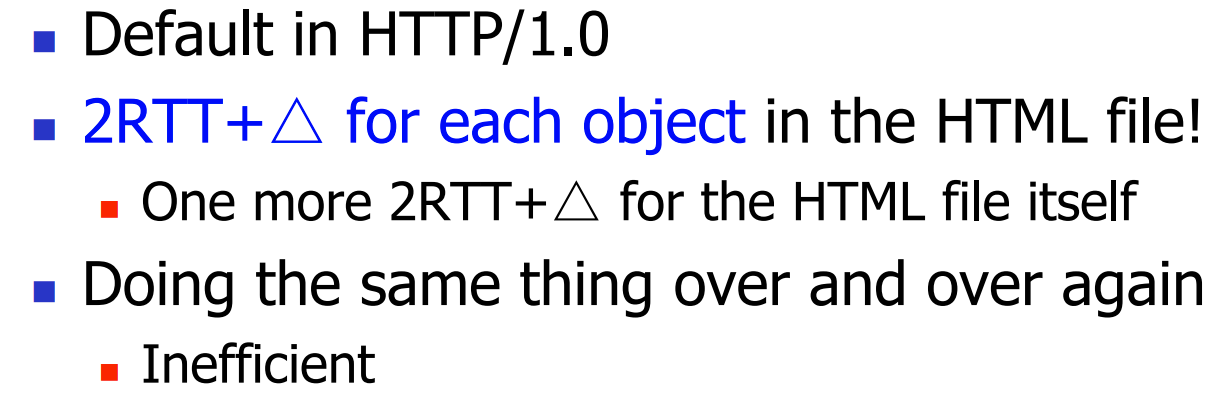 ▪ Default in HTTP/1.0
▪ 2RTT+△ for each object in the HTML file!
▪ One more 2RTT+△ for the HTML file itself
▪ Doing the same thing over and over again
▪ Inefficient